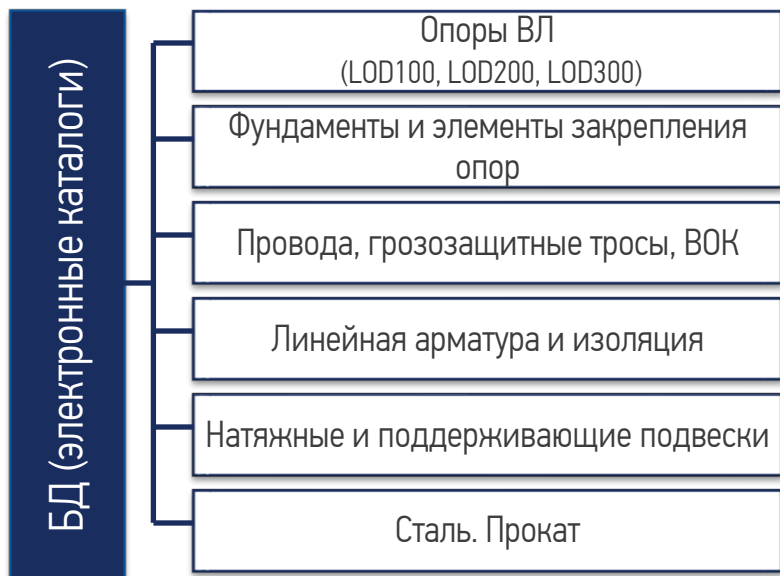 БД (электронные каталоги)
Опоры ВЛ
(LOD100, LOD200, LOD300)
Фундаменты и элементы закрепления
опор
Провода, грозозащитные тросы, ВОК
Линейная арматура и изоляция
Натяжные и поддерживающие подвески
Сталь. Прокат